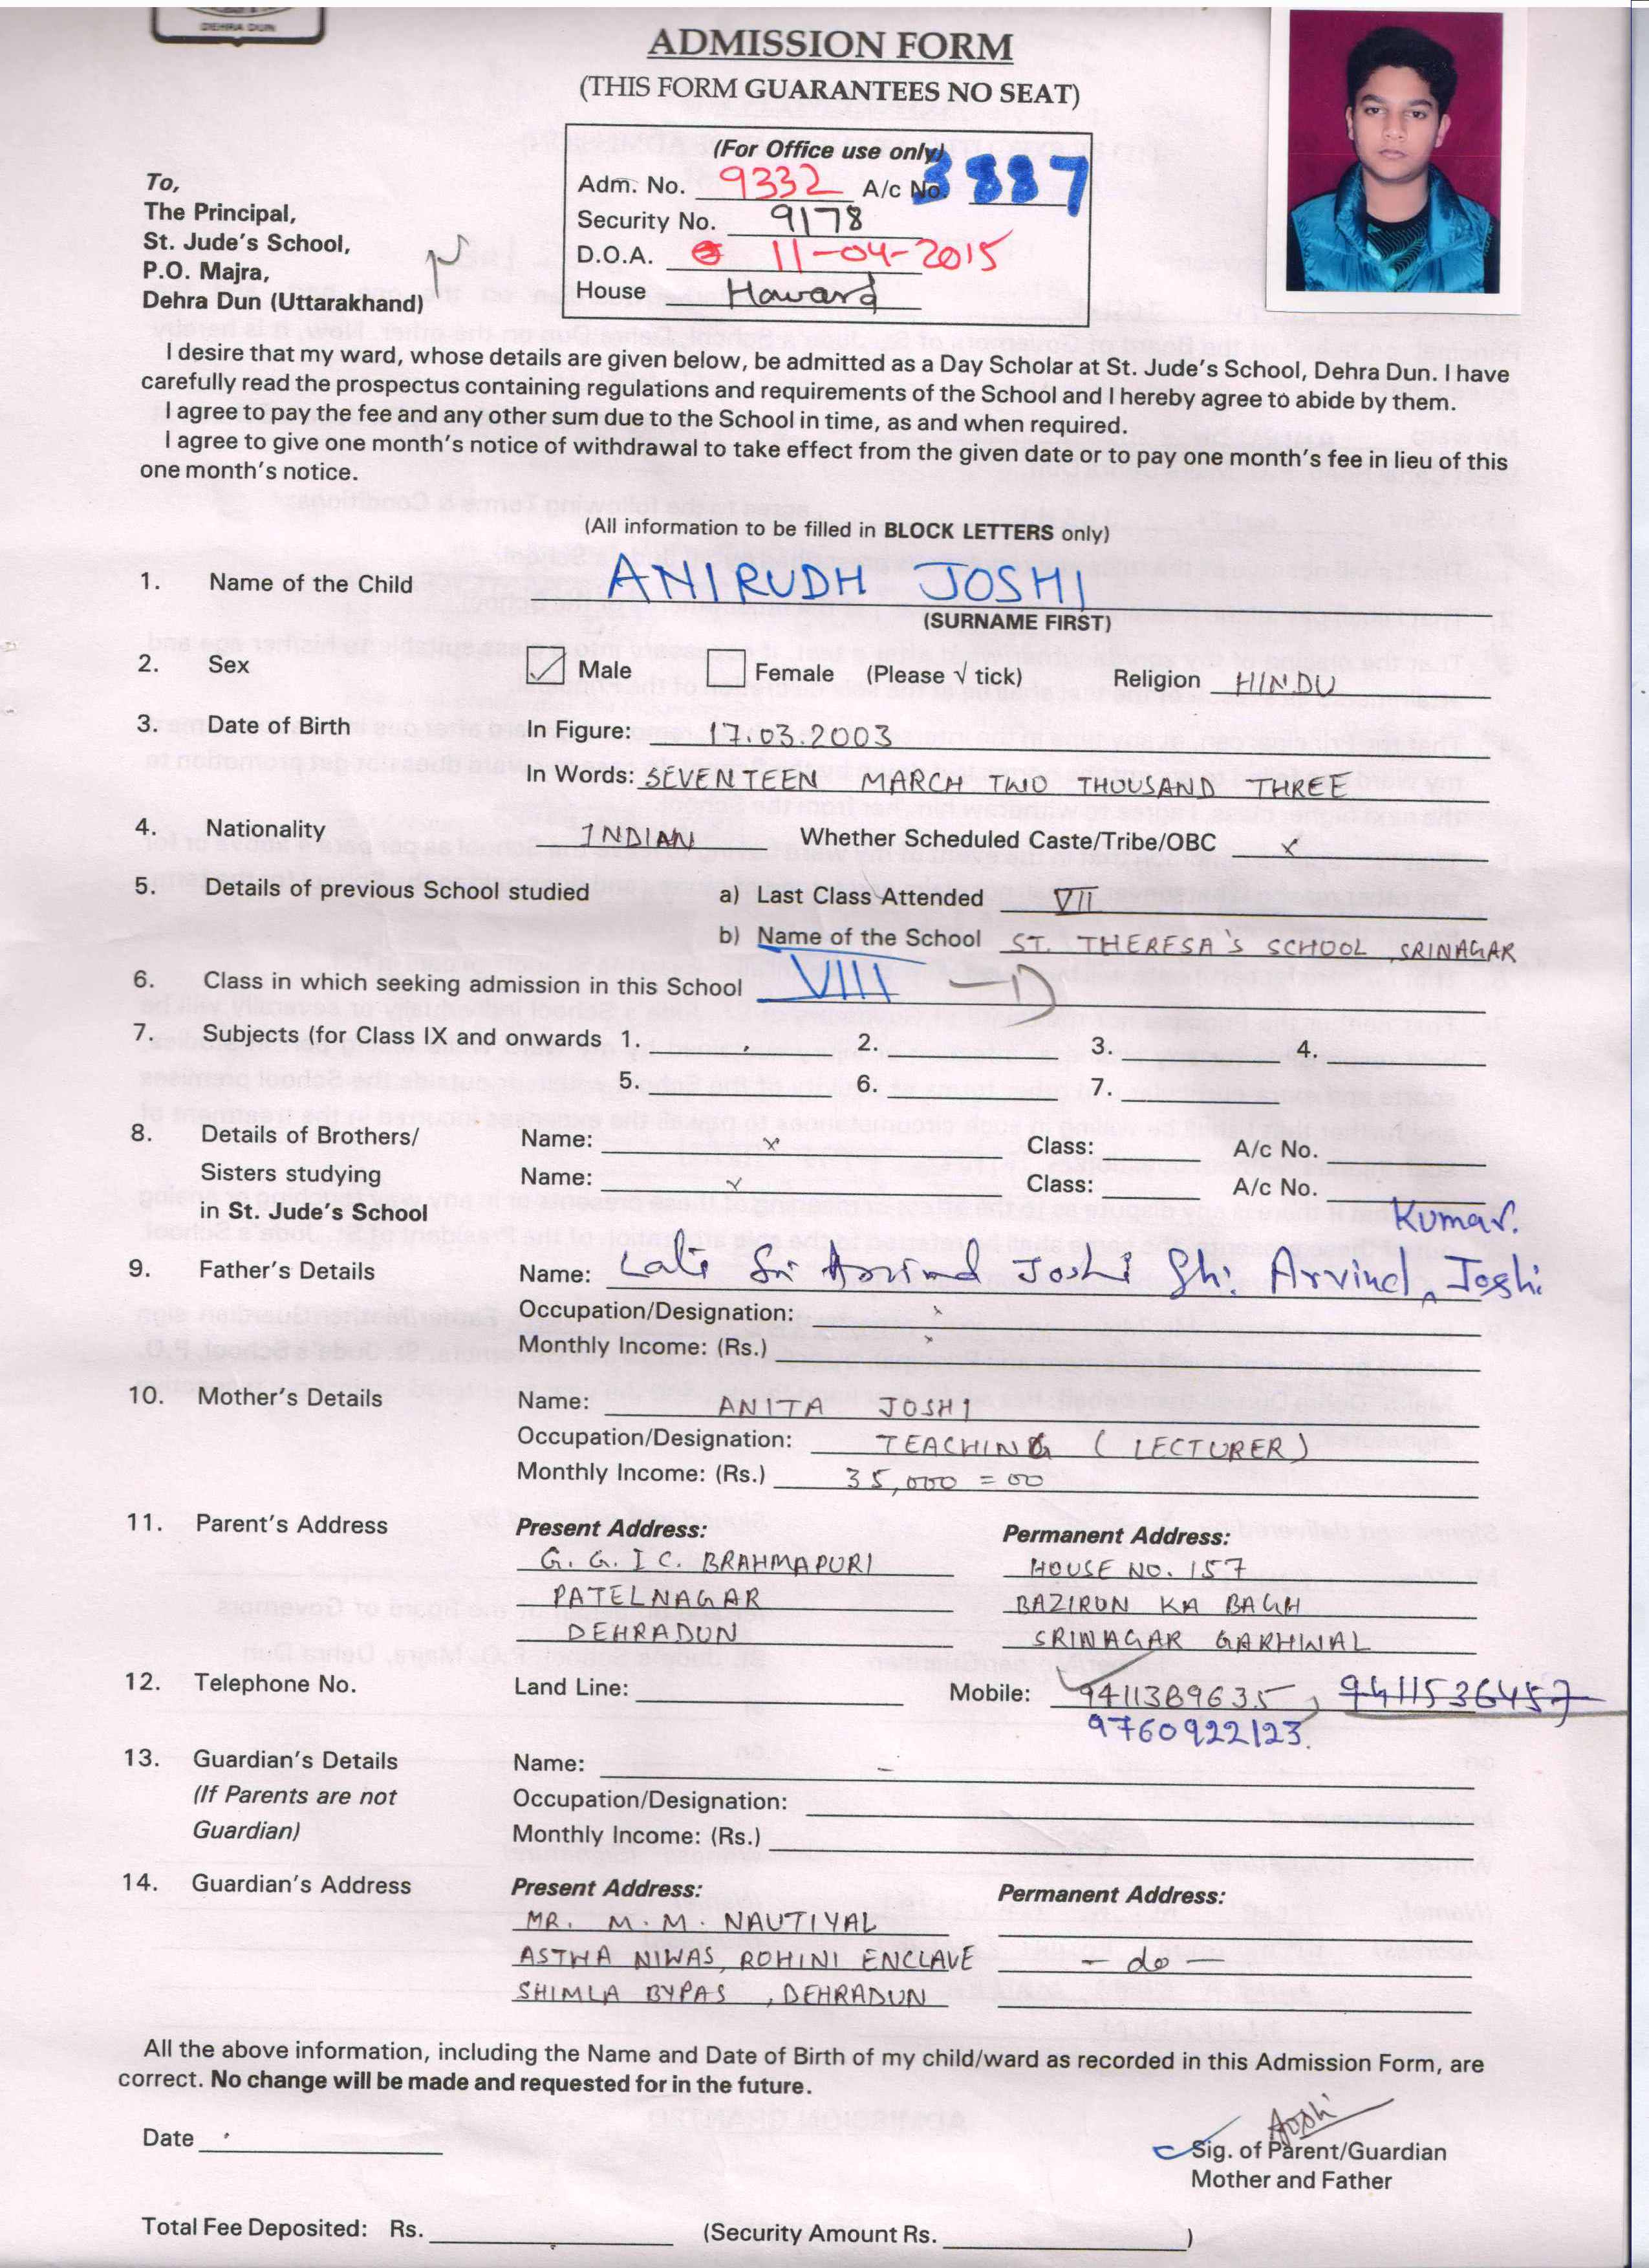 DEHRA DUN
ADMISSION FORM
(THIS FORM GUARANTEES NO SEAT)
(For Office use only)
Adm. No. 9332 A/c No. 3887
Security No. 9178
D.O.A. 11-04-2015
House Howard
To,
The Principal,
St. Jude's School,
P.O. Majra,
Dehra Dun (Uttarakhand)
I desire that my ward, whose details are given below, be admitted as a Day Scholar at St. Jude's School, Dehra Dun. I have
carefully read the prospectus containing regulations and requirements of the School and I hereby agree to abide by them.
I agree to pay the fee and any other sum due to the School in time, as and when required.
I agree to give one month's notice of withdrawal to take effect from the given date or to pay one month's fee in lieu of this
one month's notice.
(All information to be filled in BLOCK LETTERS only)
1. Name of the Child ANIRUDH JOSHI
(SURNAME FIRST)
2. Sex Male Female (Please √ tick) Religion HINDU
3. Date of Birth In Figure: 17.03.2003
In Words: SEVENTEEN MARCH TWO THOUSAND THREE
4. Nationality INDIAN Whether Scheduled Caste/Tribe/OBC x
5. Details of previous School studied a) Last Class Attended VII
b) Name of the School ST. THERESA'S SCHOOL, SRINAGAR
6. Class in which seeking admission in this School VIII - D
7. Subjects (for Class IX and onwards 1. 2. 3. 4.
5. 6. 7.
8. Details of Brothers/ Name: x Class: A/c No.
Sisters studying Name: x Class: A/c No.
in St. Jude's School
Kumar.
9. Father's Details Name: Late Sri Arvind Joshi Sh. Arvind Joshi
Occupation/Designation: x
Monthly Income: (Rs.) x
10. Mother's Details Name: ANITA JOSHI
Occupation/Designation: TEACHING (LECTURER)
Monthly Income: (Rs.) 35,000 = 00
11. Parent's Address Present Address: Permanent Address:
G. G. I C. BRAHMAPURI HOUSE NO. 157
PATELNAGAR BAZIRON KA BAGH
DEHRADUN SRINAGAR GARHWAL
12. Telephone No. Land Line: Mobile: 9411389635, 9411536457
9760922123.
13. Guardian's Details Name: -
(If Parents are not Occupation/Designation:
Guardian) Monthly Income: (Rs.)
14. Guardian's Address Present Address: Permanent Address:
MR. M. M. NAUTIYAL
ASTHA NIWAS, ROHINI ENCLAVE - do -
SHIMLA BYPAS, DEHRADUN
All the above information, including the Name and Date of Birth of my child/ward as recorded in this Admission Form, are
correct. No change will be made and requested for in the future.
Joshi
Date
Sig. of Parent/Guardian
Mother and Father
Total Fee Deposited: Rs. (Security Amount Rs. )